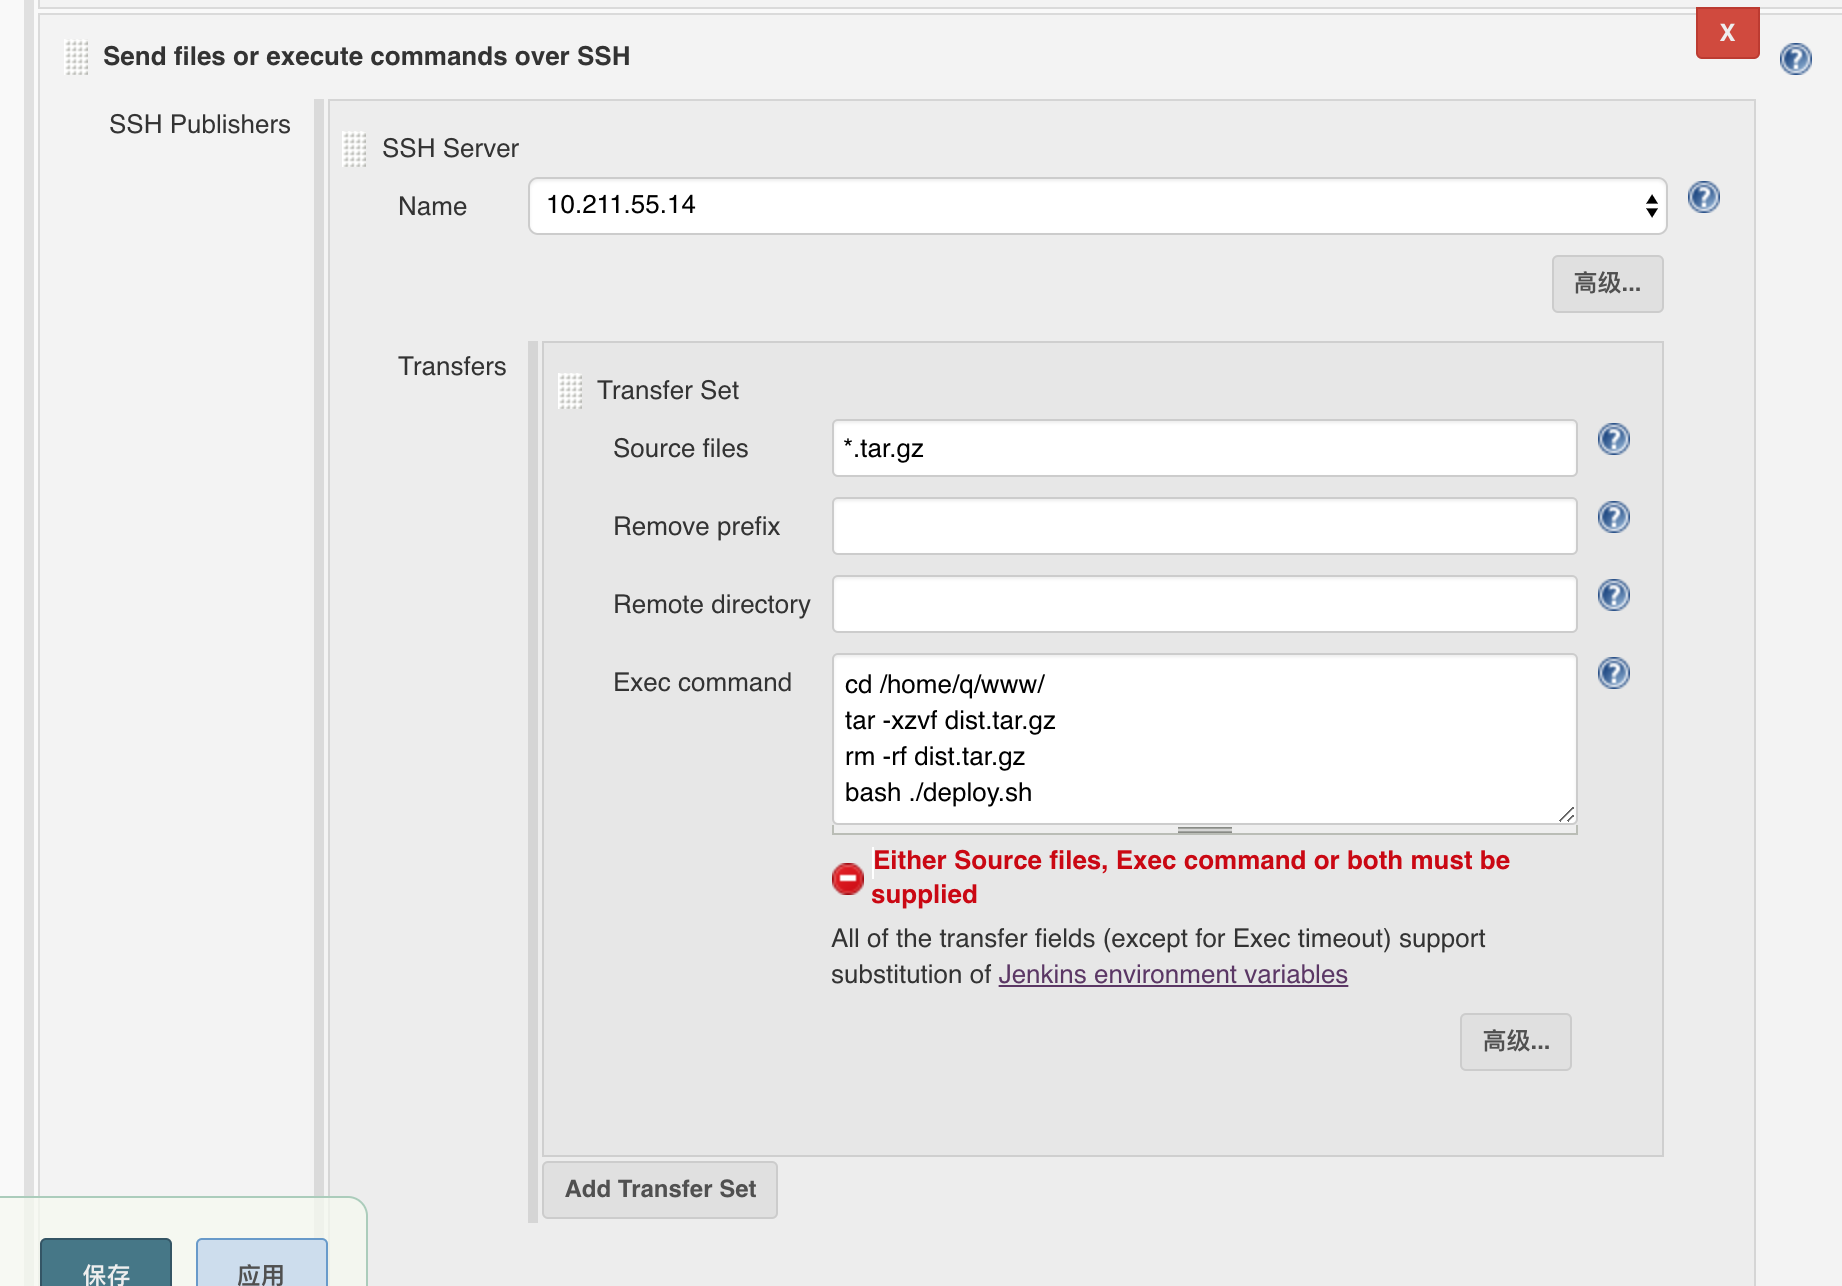 Send files or execute commands over SSH
X
SSH Publishers
SSH Server
Name
10.211.55.14
高级...
Transfers
Transfer Set
Source files
*.tar.gz
Remove prefix
Remote directory
Exec command
cd /home/q/www/
tar -xzvf dist.tar.gz
rm -rf dist.tar.gz
bash ./deploy.sh
Either Source files, Exec command or both must be
supplied
All of the transfer fields (except for Exec timeout) support
substitution of Jenkins environment variables
高级...
Add Transfer Set
保存
应用